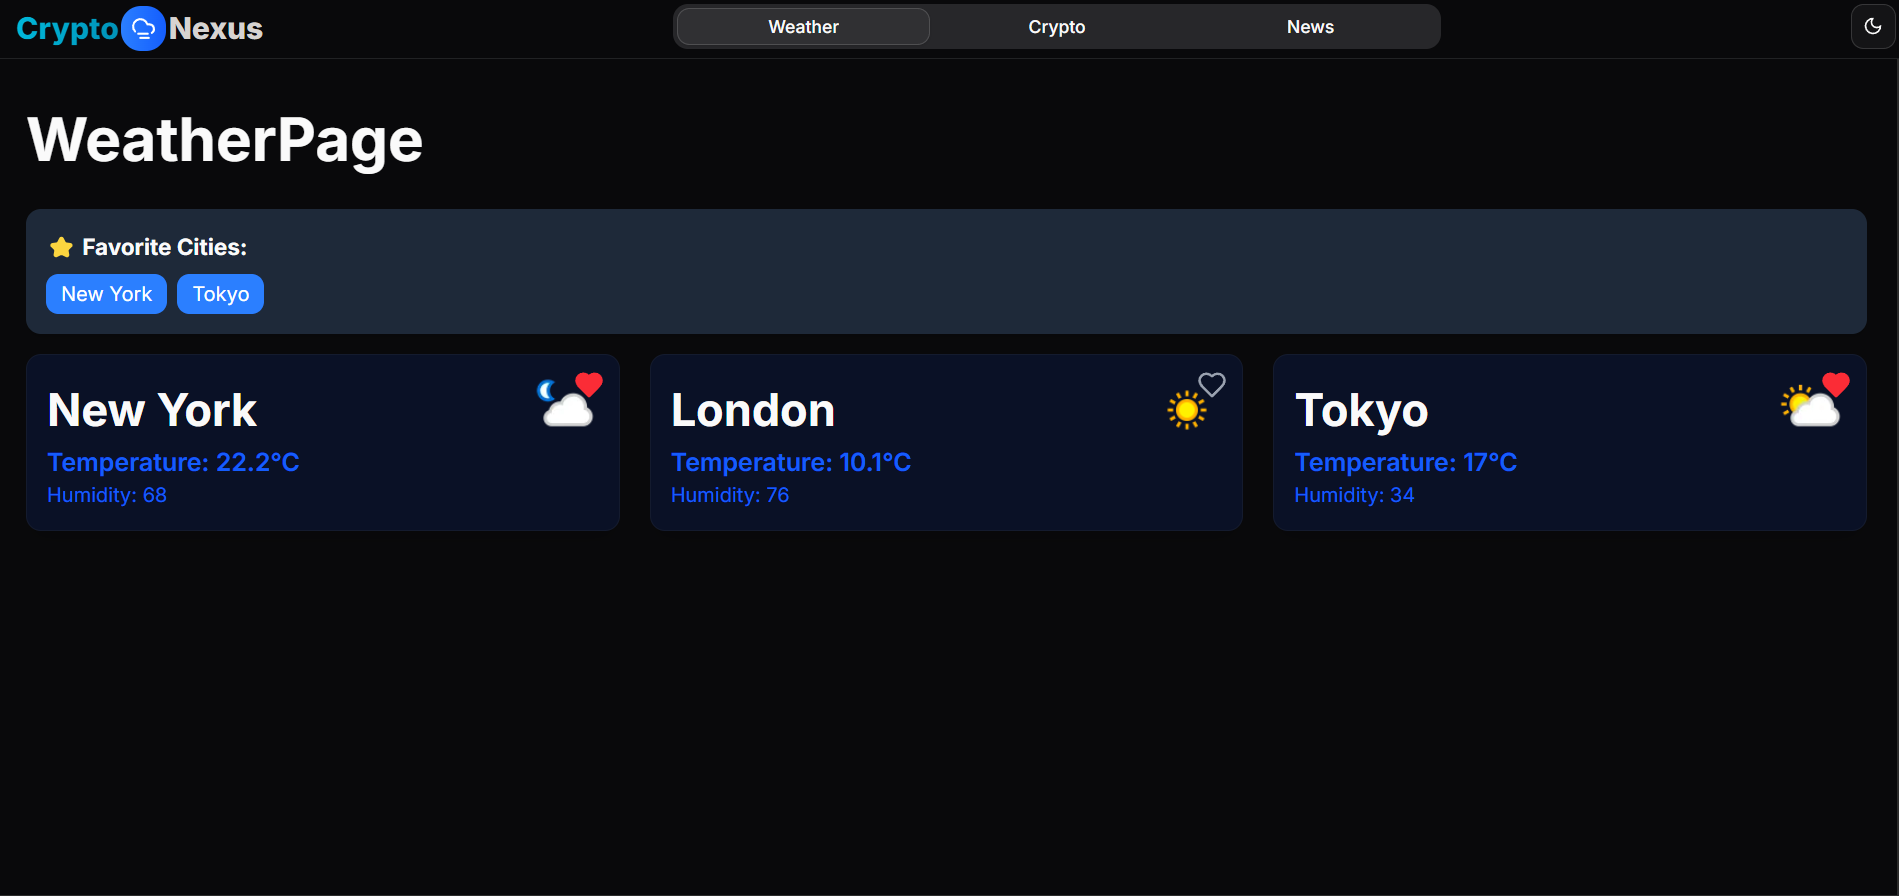 Crypto Nexus
Weather Crypto News
WeatherPage
Favorite Cities:
New York Tokyo
New York
Temperature: 22.2°C
Humidity: 68
London
Temperature: 10.1°C
Humidity: 76
Tokyo
Temperature: 17°C
Humidity: 34